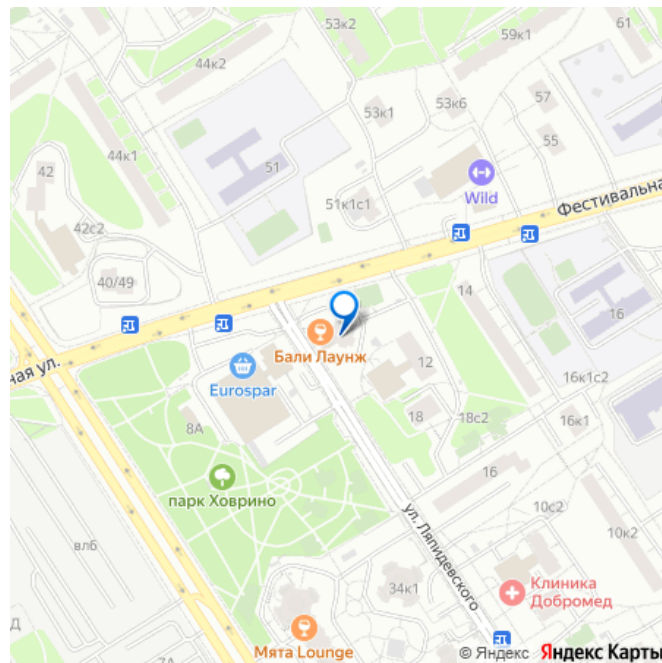 53к2
61
59к1
44к2
57
53к1
53к6
55
44к1
51
42
Wild
51к1с1
Фестивальна
42с2
40/49
14
16
ная ул.
Бали Лаунж
12
Eurospar
16к1с2
8А
18
18с2
16к1
16
парк Ховрино
10с2
ул. Ляпидевского
10к2
вл6
34к1
Клиника
Добромед
Д
Мята Lounge
7А
© Яндекс Яндекс Карты